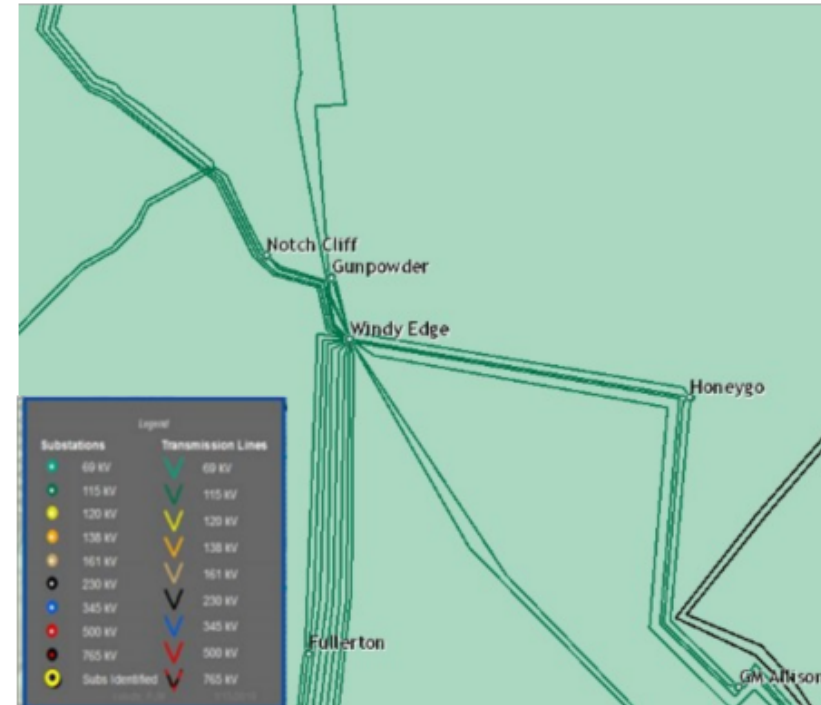 Notch Cliff
Gunpowder
Windy Edge
Honeygo
Fullerton
GM Allison
Legend
Substations Transmission Lines
69 KV 69 KV
115 KV 115 KV
120 KV 120 KV
138 KV 138 KV
161 KV 161 KV
230 KV 230 KV
345 KV 345 KV
500 KV 500 KV
765 KV 765 KV
Subs Identified